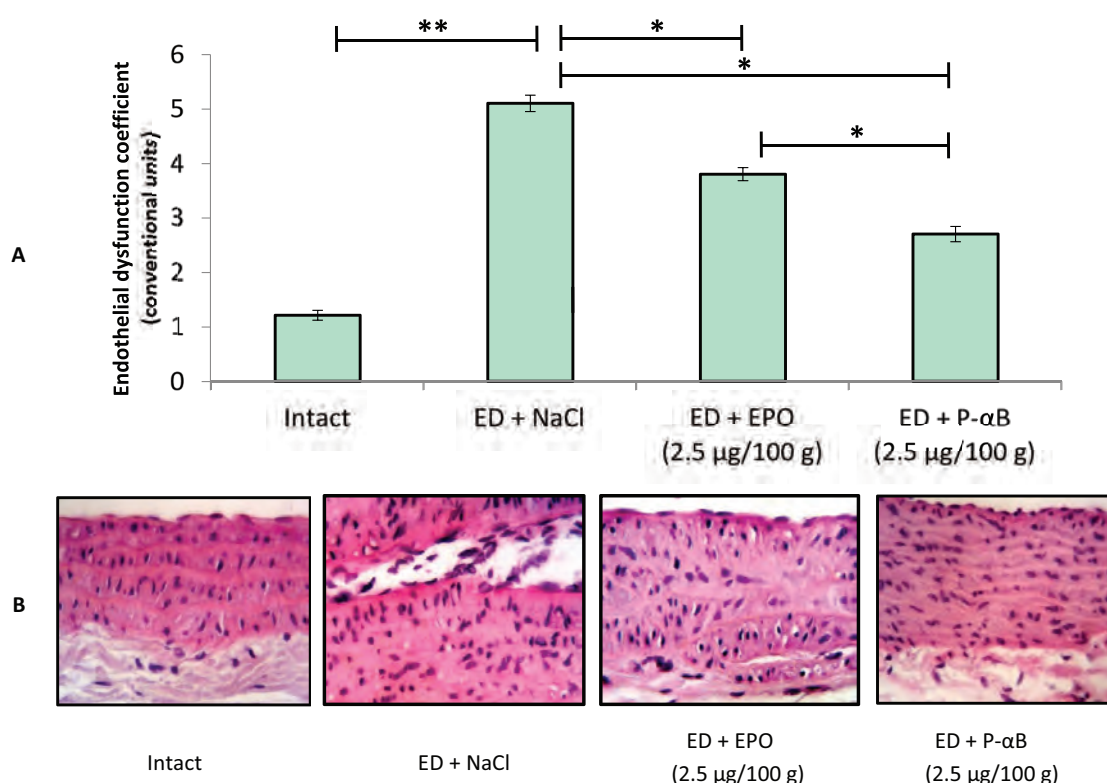 **
*
*
*
A
Endothelial dysfunction coefficient
(conventional units)
6
5
4
3
2
1
0
Intact
ED + NaCl
ED + EPO
(2.5 µg/100 g)
ED + P-αB
(2.5 µg/100 g)
B
Intact
ED + NaCl
ED + EPO
(2.5 µg/100 g)
ED + P-αB
(2.5 µg/100 g)